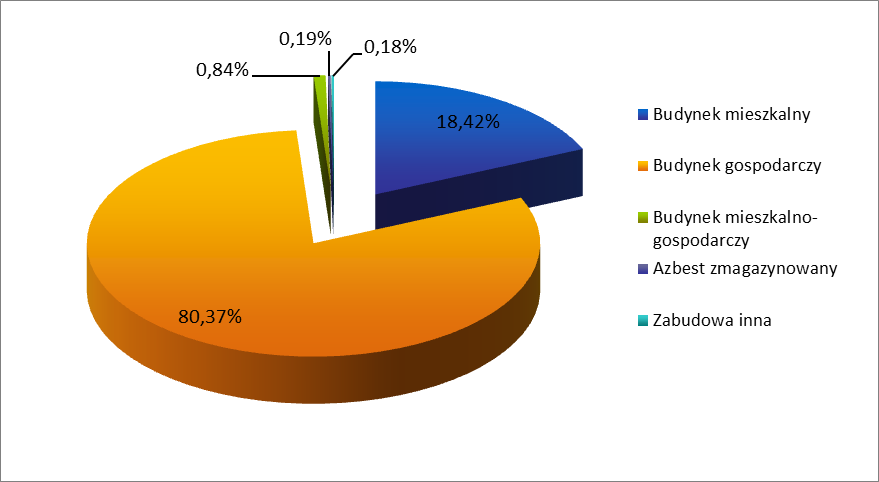 0,19%
0,18%
0,84%
18,42%
80,37%
Budynek mieszkalny
Budynek gospodarczy
Budynek mieszkalno-
gospodarczy
Azbest zmagazynowany
Zabudowa inna